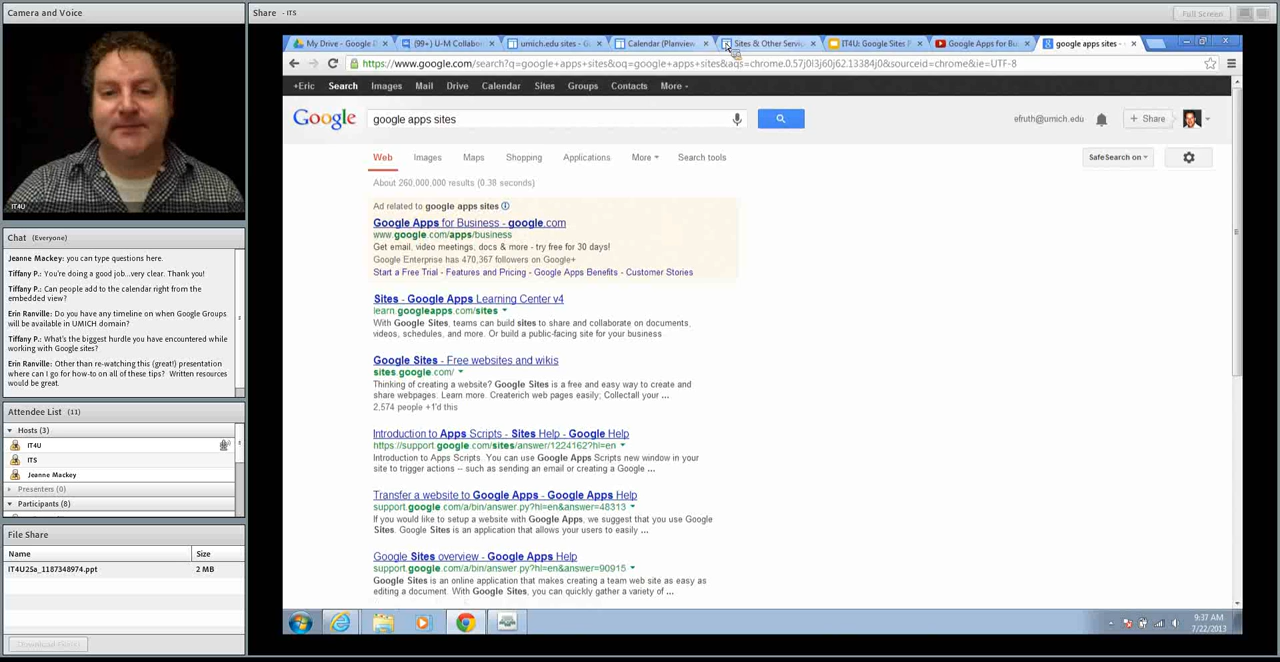 Camera and Voice
IT4U
Chat (Everyone)
Jeanne Mackey: you can type questions here.
Tiffany P.: You're doing a good job...very clear. Thank you!
Tiffany P.: Can people add to the calendar right from the
embedded view?
Erin Ranville: Do you have any timeline on when Google Groups
will be available in UMICH domain?
Tiffany P.: What's the biggest hurdle you have encountered while
working with Google sites?
Erin Ranville: Other than re-watching this (great!) presentation
where can I go for how-to on all of these tips? Written resources
would be great.
Attendee List (11)
Hosts (3)
IT4U
ITS
Jeanne Mackey
Presenters (0)
Participants (8)
File Share
Name Size
IT4U25a_1187348974.ppt 2 MB
Share - ITS
Full Screen
My Drive - Google D
(99+) U-M Collabor
umich.edu sites - G
Calendar (Planview
Sites & Other Servi
IT4U: Google Sites P
Google Apps for Bu
google apps sites -
https://www.google.com/search?q=google+apps+sites&oq=google+apps+sites&aqs=chrome.0.57j0l3j60j62.13384j0&sourceid=chrome&ie=UTF-8
+Eric Search Images Mail Drive Calendar Sites Groups Contacts More
Google
google apps sites
efruth@umich.edu
+ Share
Web Images Maps Shopping Applications More Search tools
SafeSearch on
About 260,000,000 results (0.38 seconds)
Ad related to google apps sites
Google Apps for Business - google.com
www.google.com/apps/business
Get email, video meetings, docs & more - try free for 30 days!
Google Enterprise has 470,367 followers on Google+
Start a Free Trial - Features and Pricing - Google Apps Benefits - Customer Stories
Sites - Google Apps Learning Center v4
learn.googleapps.com/sites
With Google Sites, teams can build sites to share and collaborate on documents,
videos, schedules, and more. Or build a public-facing site for your business
Google Sites - Free websites and wikis
sites.google.com/
Thinking of creating a website? Google Sites is a free and easy way to create and
share webpages. Learn more. Createrich web pages easily; Collectall your ...
2,574 people +1'd this
Introduction to Apps Scripts - Sites Help - Google Help
https://support.google.com/sites/answer/1224162?hl=en
Introduction to Apps Scripts. You can use Google Apps Scripts new window in your
site to trigger actions -- such as sending an email or creating a Google ...
Transfer a website to Google Apps - Google Apps Help
support.google.com/a/bin/answer.py?hl=en&answer=48313
If you would like to setup a website with Google Apps, we suggest that you use Google
Sites. Google Sites is an application that allows your users to easily ...
Google Sites overview - Google Apps Help
support.google.com/a/bin/answer.py?hl=en&answer=90915
Google Sites is an online application that makes creating a team web site as easy as
editing a document. With Google Sites, you can quickly gather a variety of ...
9:37 AM
7/22/2013